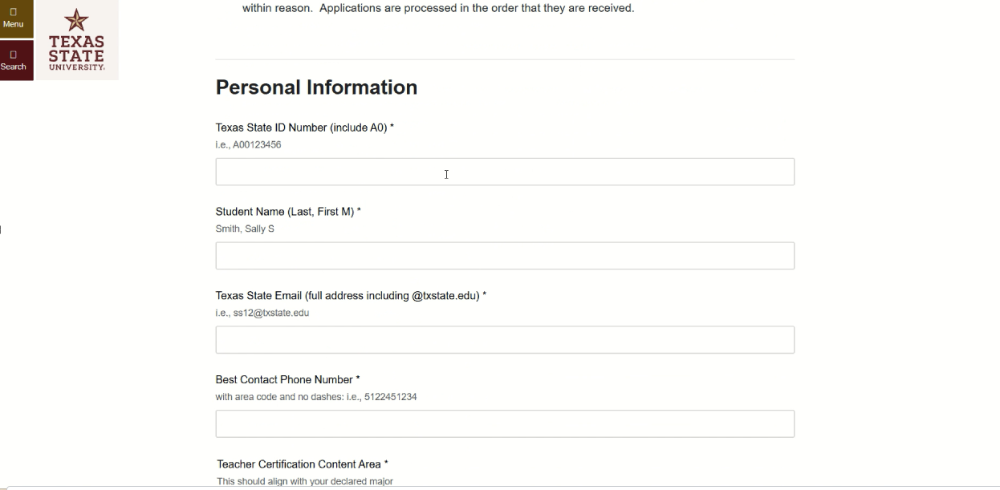 within reason.  Applications are processed in the order that they are received.
Menu
Search
TEXAS
STATE
UNIVERSITY®
Personal Information
Texas State ID Number (include A0) *
i.e., A00123456
Student Name (Last, First M) *
Smith, Sally S
Texas State Email (full address including @txstate.edu) *
i.e., ss12@txstate.edu
Best Contact Phone Number *
with area code and no dashes: i.e., 5122451234
Teacher Certification Content Area *
This should align with your declared major